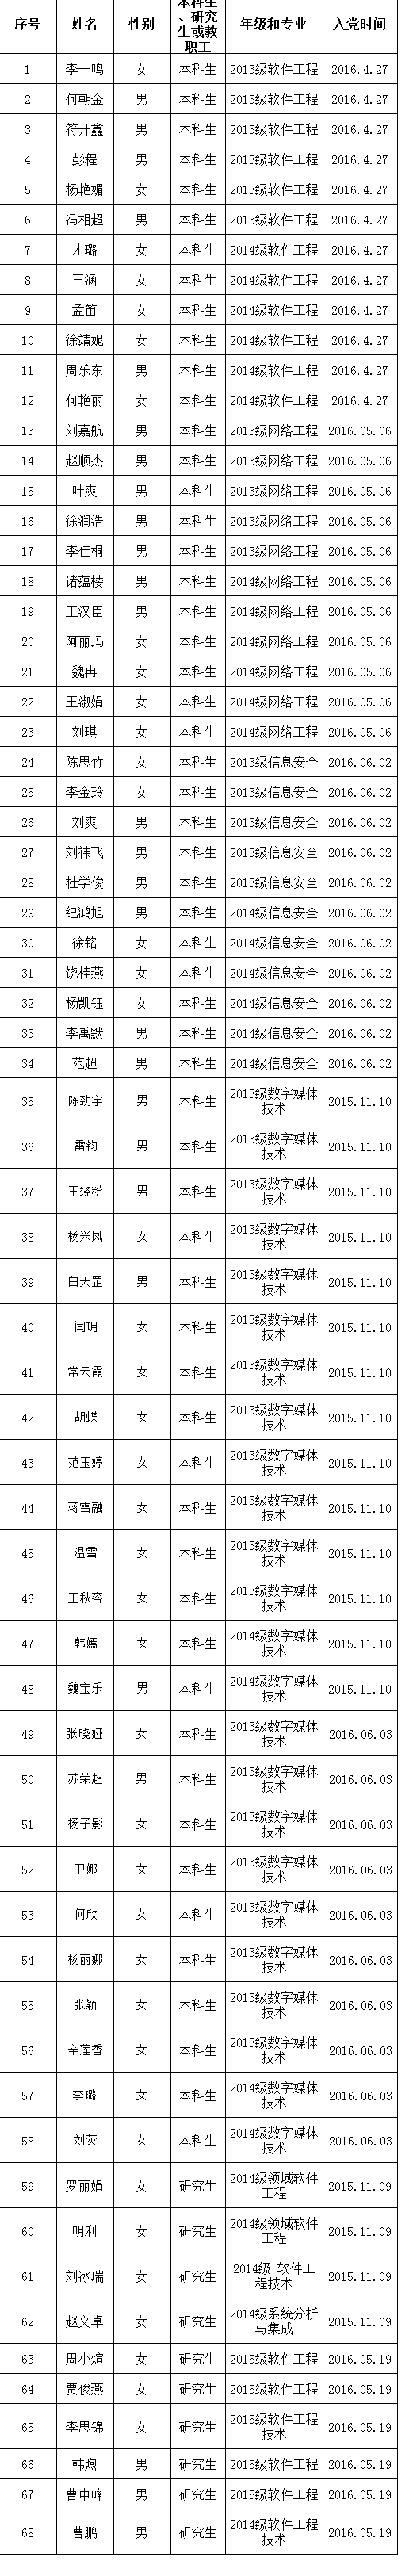 序号 姓名 性别 本科生、研究生或教职工 年级和专业 入党时间
1 李一鸣 女 本科生 2013级软件工程 2016.4.27
2 何朝金 男 本科生 2013级软件工程 2016.4.27
3 符开鑫 男 本科生 2013级软件工程 2016.4.27
4 彭程 男 本科生 2013级软件工程 2016.4.27
5 杨艳媚 女 本科生 2013级软件工程 2016.4.27
6 冯相超 男 本科生 2013级软件工程 2016.4.27
7 才璐 女 本科生 2014级软件工程 2016.4.27
8 王涵 女 本科生 2014级软件工程 2016.4.27
9 孟笛 女 本科生 2014级软件工程 2016.4.27
10 徐靖妮 女 本科生 2014级软件工程 2016.4.27
11 周乐东 男 本科生 2014级软件工程 2016.4.27
12 何艳丽 女 本科生 2014级软件工程 2016.4.27
13 刘嘉航 男 本科生 2013级网络工程 2016.05.06
14 赵顺杰 男 本科生 2013级网络工程 2016.05.06
15 叶爽 男 本科生 2013级网络工程 2016.05.06
16 徐润浩 男 本科生 2013级网络工程 2016.05.06
17 李佳桐 男 本科生 2013级网络工程 2016.05.06
18 诸蕴楼 男 本科生 2014级网络工程 2016.05.06
19 王汉臣 男 本科生 2014级网络工程 2016.05.06
20 阿丽玛 女 本科生 2014级网络工程 2016.05.06
21 魏冉 女 本科生 2014级网络工程 2016.05.06
22 王淑娟 女 本科生 2014级网络工程 2016.05.06
23 刘琪 女 本科生 2014级网络工程 2016.05.06
24 陈思竹 女 本科生 2013级信息安全 2016.06.02
25 李金玲 女 本科生 2013级信息安全 2016.06.02
26 刘爽 男 本科生 2013级信息安全 2016.06.02
27 刘祎飞 男 本科生 2013级信息安全 2016.06.02
28 杜学俊 男 本科生 2013级信息安全 2016.06.02
29 纪鸿旭 男 本科生 2014级信息安全 2016.06.02
30 徐铭 女 本科生 2014级信息安全 2016.06.02
31 饶桂燕 女 本科生 2014级信息安全 2016.06.02
32 杨凯钰 女 本科生 2014级信息安全 2016.06.02
33 李禹默 男 本科生 2014级信息安全 2016.06.02
34 范超 男 本科生 2014级信息安全 2016.06.02
35 陈劲宇 男 本科生 2013级数字媒体技术 2015.11.10
36 雷钧 男 本科生 2013级数字媒体技术 2015.11.10
37 王绕粉 男 本科生 2013级数字媒体技术 2015.11.10
38 杨兴凤 女 本科生 2013级数字媒体技术 2015.11.10
39 白天罡 男 本科生 2013级数字媒体技术 2015.11.10
40 闫玥 女 本科生 2013级数字媒体技术 2015.11.10
41 常云霞 女 本科生 2013级数字媒体技术 2015.11.10
42 胡蝶 女 本科生 2013级数字媒体技术 2015.11.10
43 范玉婷 女 本科生 2013级数字媒体技术 2015.11.10
44 蒋雪融 女 本科生 2013级数字媒体技术 2015.11.10
45 温雪 女 本科生 2013级数字媒体技术 2015.11.10
46 王秋容 女 本科生 2013级数字媒体技术 2015.11.10
47 韩嫣 女 本科生 2014级数字媒体技术 2015.11.10
48 魏宝乐 男 本科生 2014级数字媒体技术 2015.11.10
49 张晓娅 女 本科生 2013级数字媒体技术 2016.06.03
50 苏荣超 男 本科生 2013级数字媒体技术 2016.06.03
51 杨子影 女 本科生 2013级数字媒体技术 2016.06.03
52 卫娜 女 本科生 2013级数字媒体技术 2016.06.03
53 何欣 女 本科生 2013级数字媒体技术 2016.06.03
54 杨丽娜 女 本科生 2013级数字媒体技术 2016.06.03
55 张颖 女 本科生 2013级数字媒体技术 2016.06.03
56 辛莲香 女 本科生 2013级数字媒体技术 2016.06.03
57 李璐 女 本科生 2014级数字媒体技术 2016.06.03
58 刘荧 女 本科生 2014级数字媒体技术 2016.06.03
59 罗丽娟 女 研究生 2014级领域软件工程 2015.11.09
60 明利 女 研究生 2014级领域软件工程 2015.11.09
61 刘冰瑞 女 研究生 2014级 软件工程技术 2015.11.09
62 赵文卓 女 研究生 2014级系统分析与集成 2015.11.09
63 周小煊 女 研究生 2015级软件工程 2016.05.19
64 贾俊燕 女 研究生 2015级软件工程 2016.05.19
65 李思锦 女 研究生 2015级软件工程技术 2016.05.19
66 韩煦 男 研究生 2015级软件工程 2016.05.19
67 曹中峰 男 研究生 2015级软件工程 2016.05.19
68 曹鹏 男 研究生 2014级软件工程技术 2016.05.19